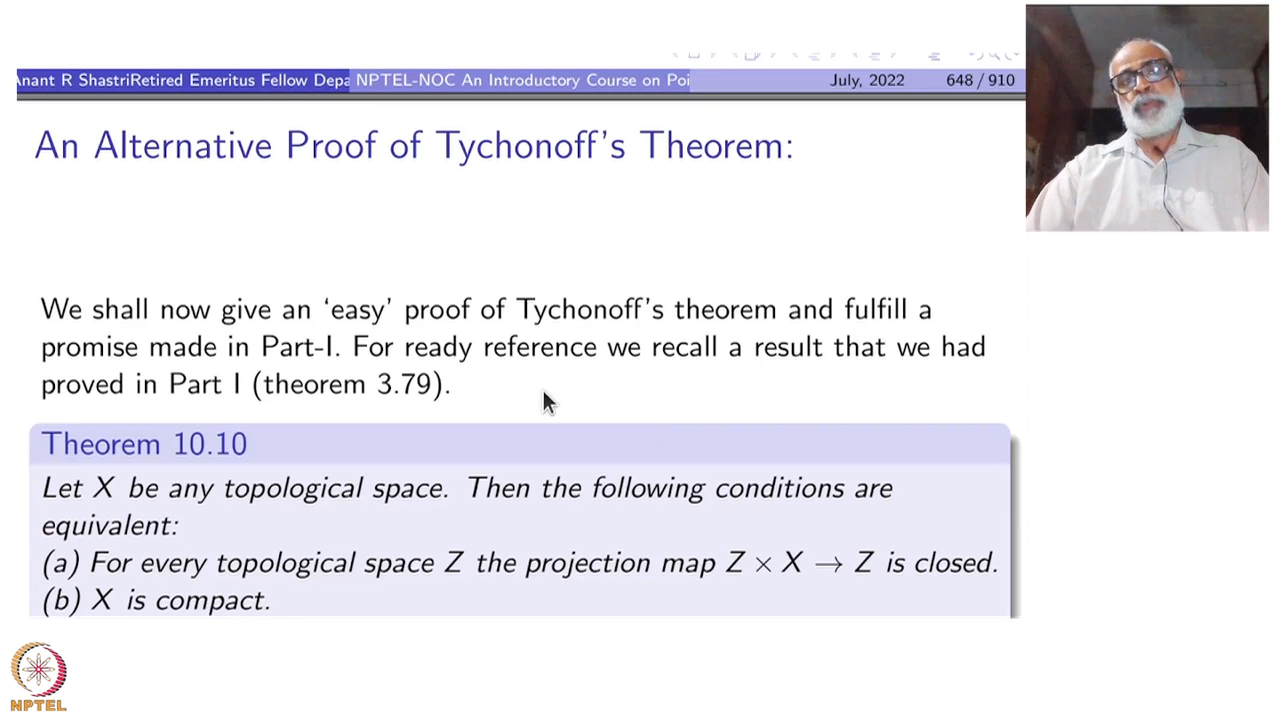 Anant R ShastriRetired Emeritus Fellow Depa NPTEL-NOC An Introductory Course on Poi July, 2022 648 / 910
An Alternative Proof of Tychonoff's Theorem:
We shall now give an 'easy' proof of Tychonoff's theorem and fulfill a
promise made in Part-I. For ready reference we recall a result that we had
proved in Part I (theorem 3.79).
Theorem 10.10
Let X be any topological space. Then the following conditions are
equivalent:
(a) For every topological space Z the projection map Z × X → Z is closed.
(b) X is compact.
NPTEL